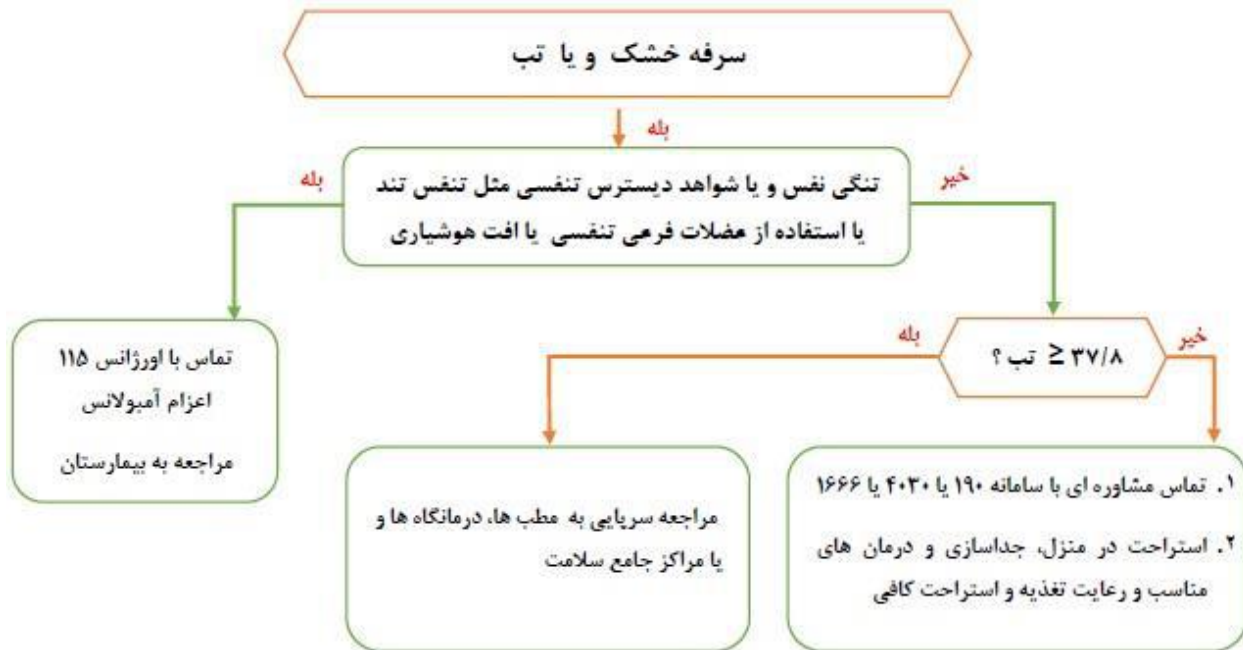 سرفه خشک و یا تب
بله
تنگی نفس و یا شواهد دیسترس تنفسی مثل تنفس تند
یا استفاده از عضلات فرعی تنفسی یا افت هوشیاری
خیر
بله
تب ≥ ۳۷/۸ ؟
خیر
بله
تماس با اورژانس ۱۱۵
اعزام آمبولانس
مراجعه به بیمارستان
۱. تماس مشاوره ای با سامانه ۱۹۰ یا ۴۰۳۰ یا ۱۶۶۶
۲. استراحت در منزل، جداسازی و درمان های
مناسب و رعایت تغذیه و استراحت کافی
مراجعه سرپایی به مطب ها، درمانگاه ها و
یا مراکز جامع سلامت